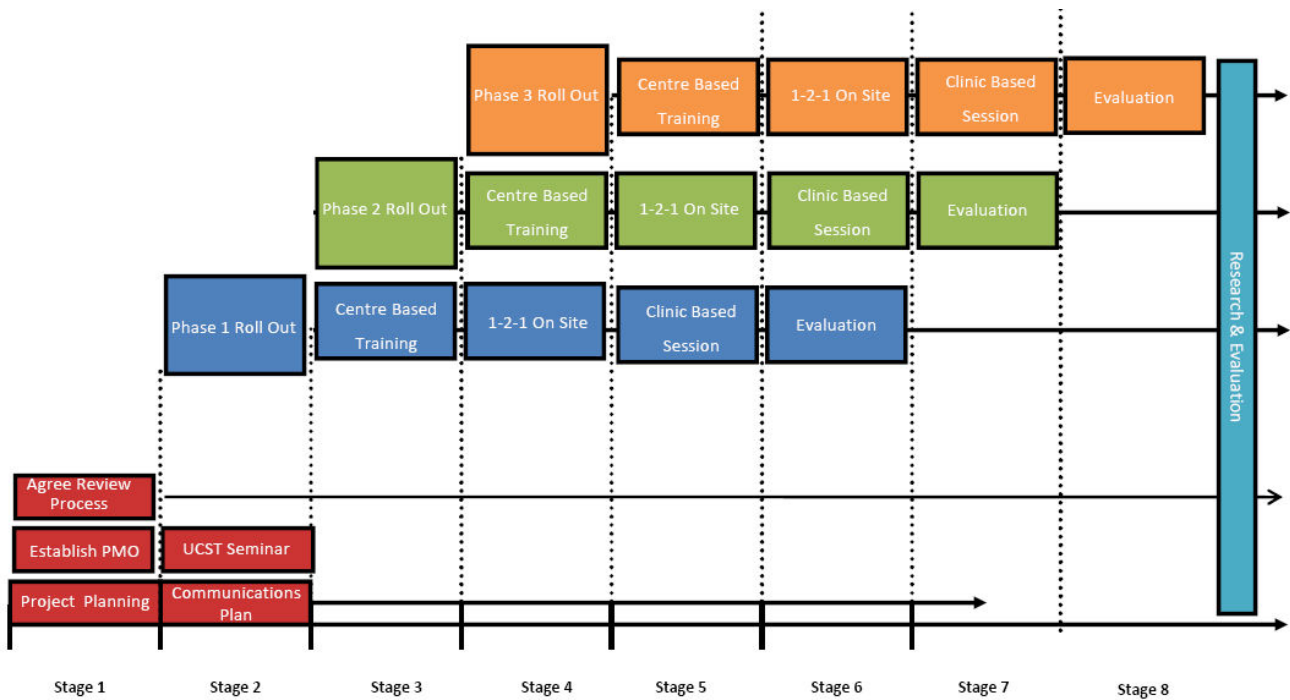 Phase 3 Roll Out
Centre Based
Training
1-2-1 On Site
Clinic Based
Session
Evaluation
Phase 2 Roll Out
Centre Based
Training
1-2-1 On Site
Clinic Based
Session
Evaluation
Phase 1 Roll Out
Centre Based
Training
1-2-1 On Site
Clinic Based
Session
Evaluation
Research & Evaluation
Agree Review
Process
Establish PMO
UCST Seminar
Project Planning
Communications
Plan
Stage 1
Stage 2
Stage 3
Stage 4
Stage 5
Stage 6
Stage 7
Stage 8